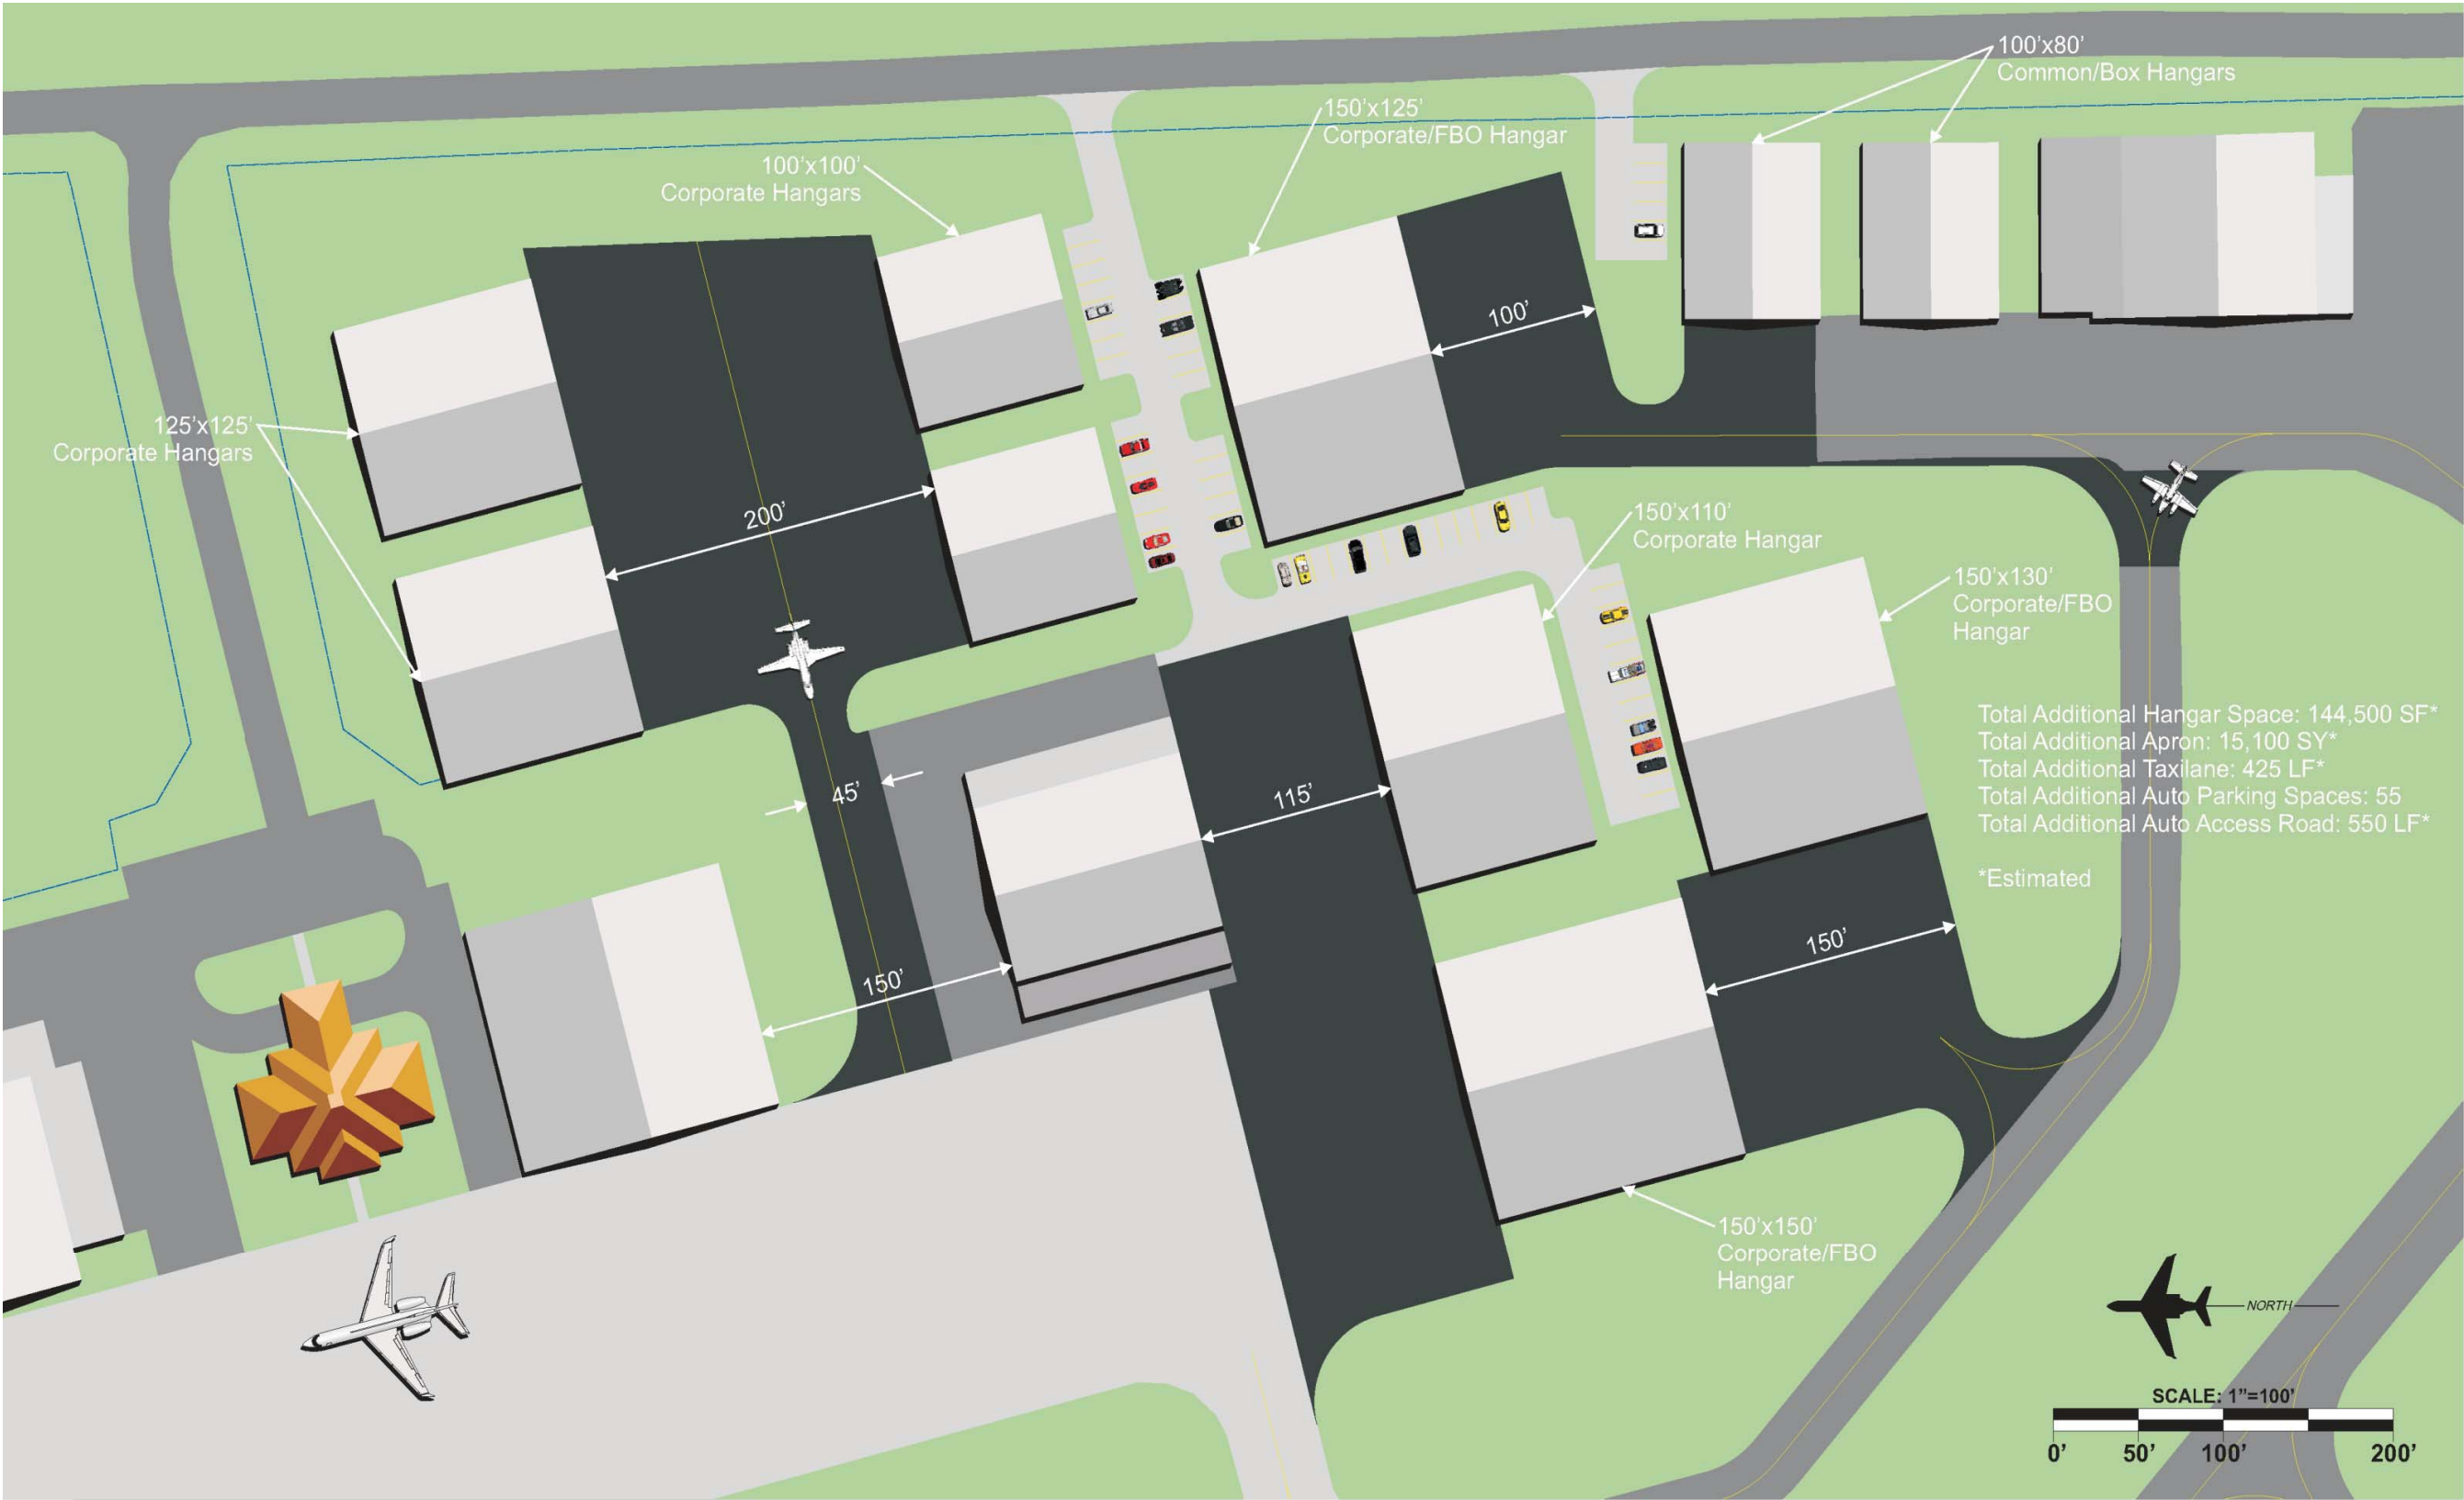 100'x80'
Common/Box Hangars
150'x125'
Corporate/FBO Hangar
100'x100'
Corporate Hangars
100'
125'x125'
Corporate Hangars
200'
150'x110'
Corporate Hangar
150'x130'
Corporate/FBO
Hangar
Total Additional Hangar Space: 144,500 SF*
Total Additional Apron: 15,100 SY*
Total Additional Taxilane: 425 LF*
Total Additional Auto Parking Spaces: 55
Total Additional Auto Access Road: 550 LF*
*Estimated
45'
115'
150'
150'
150'x150'
Corporate/FBO
Hangar
NORTH
SCALE: 1"=100'
0' 50' 100' 200'